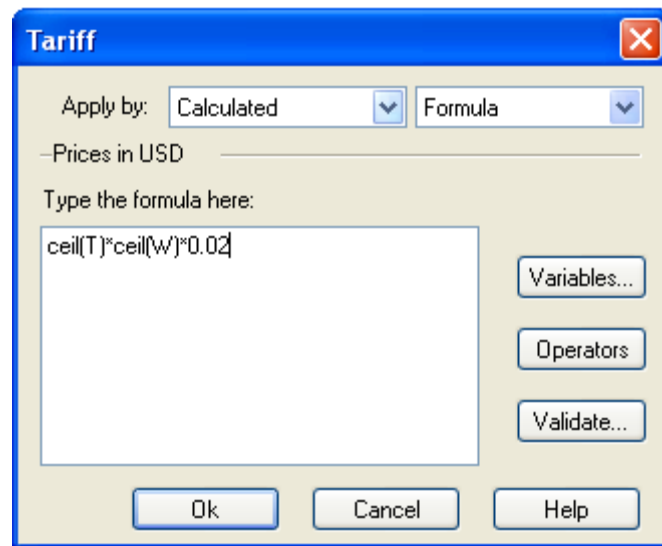 Tariff
Apply by: Calculated Formula
Prices in USD
Type the formula here:
ceil(T)*ceil(W)*0.02
Variables...
Operators
Validate...
Ok Cancel Help